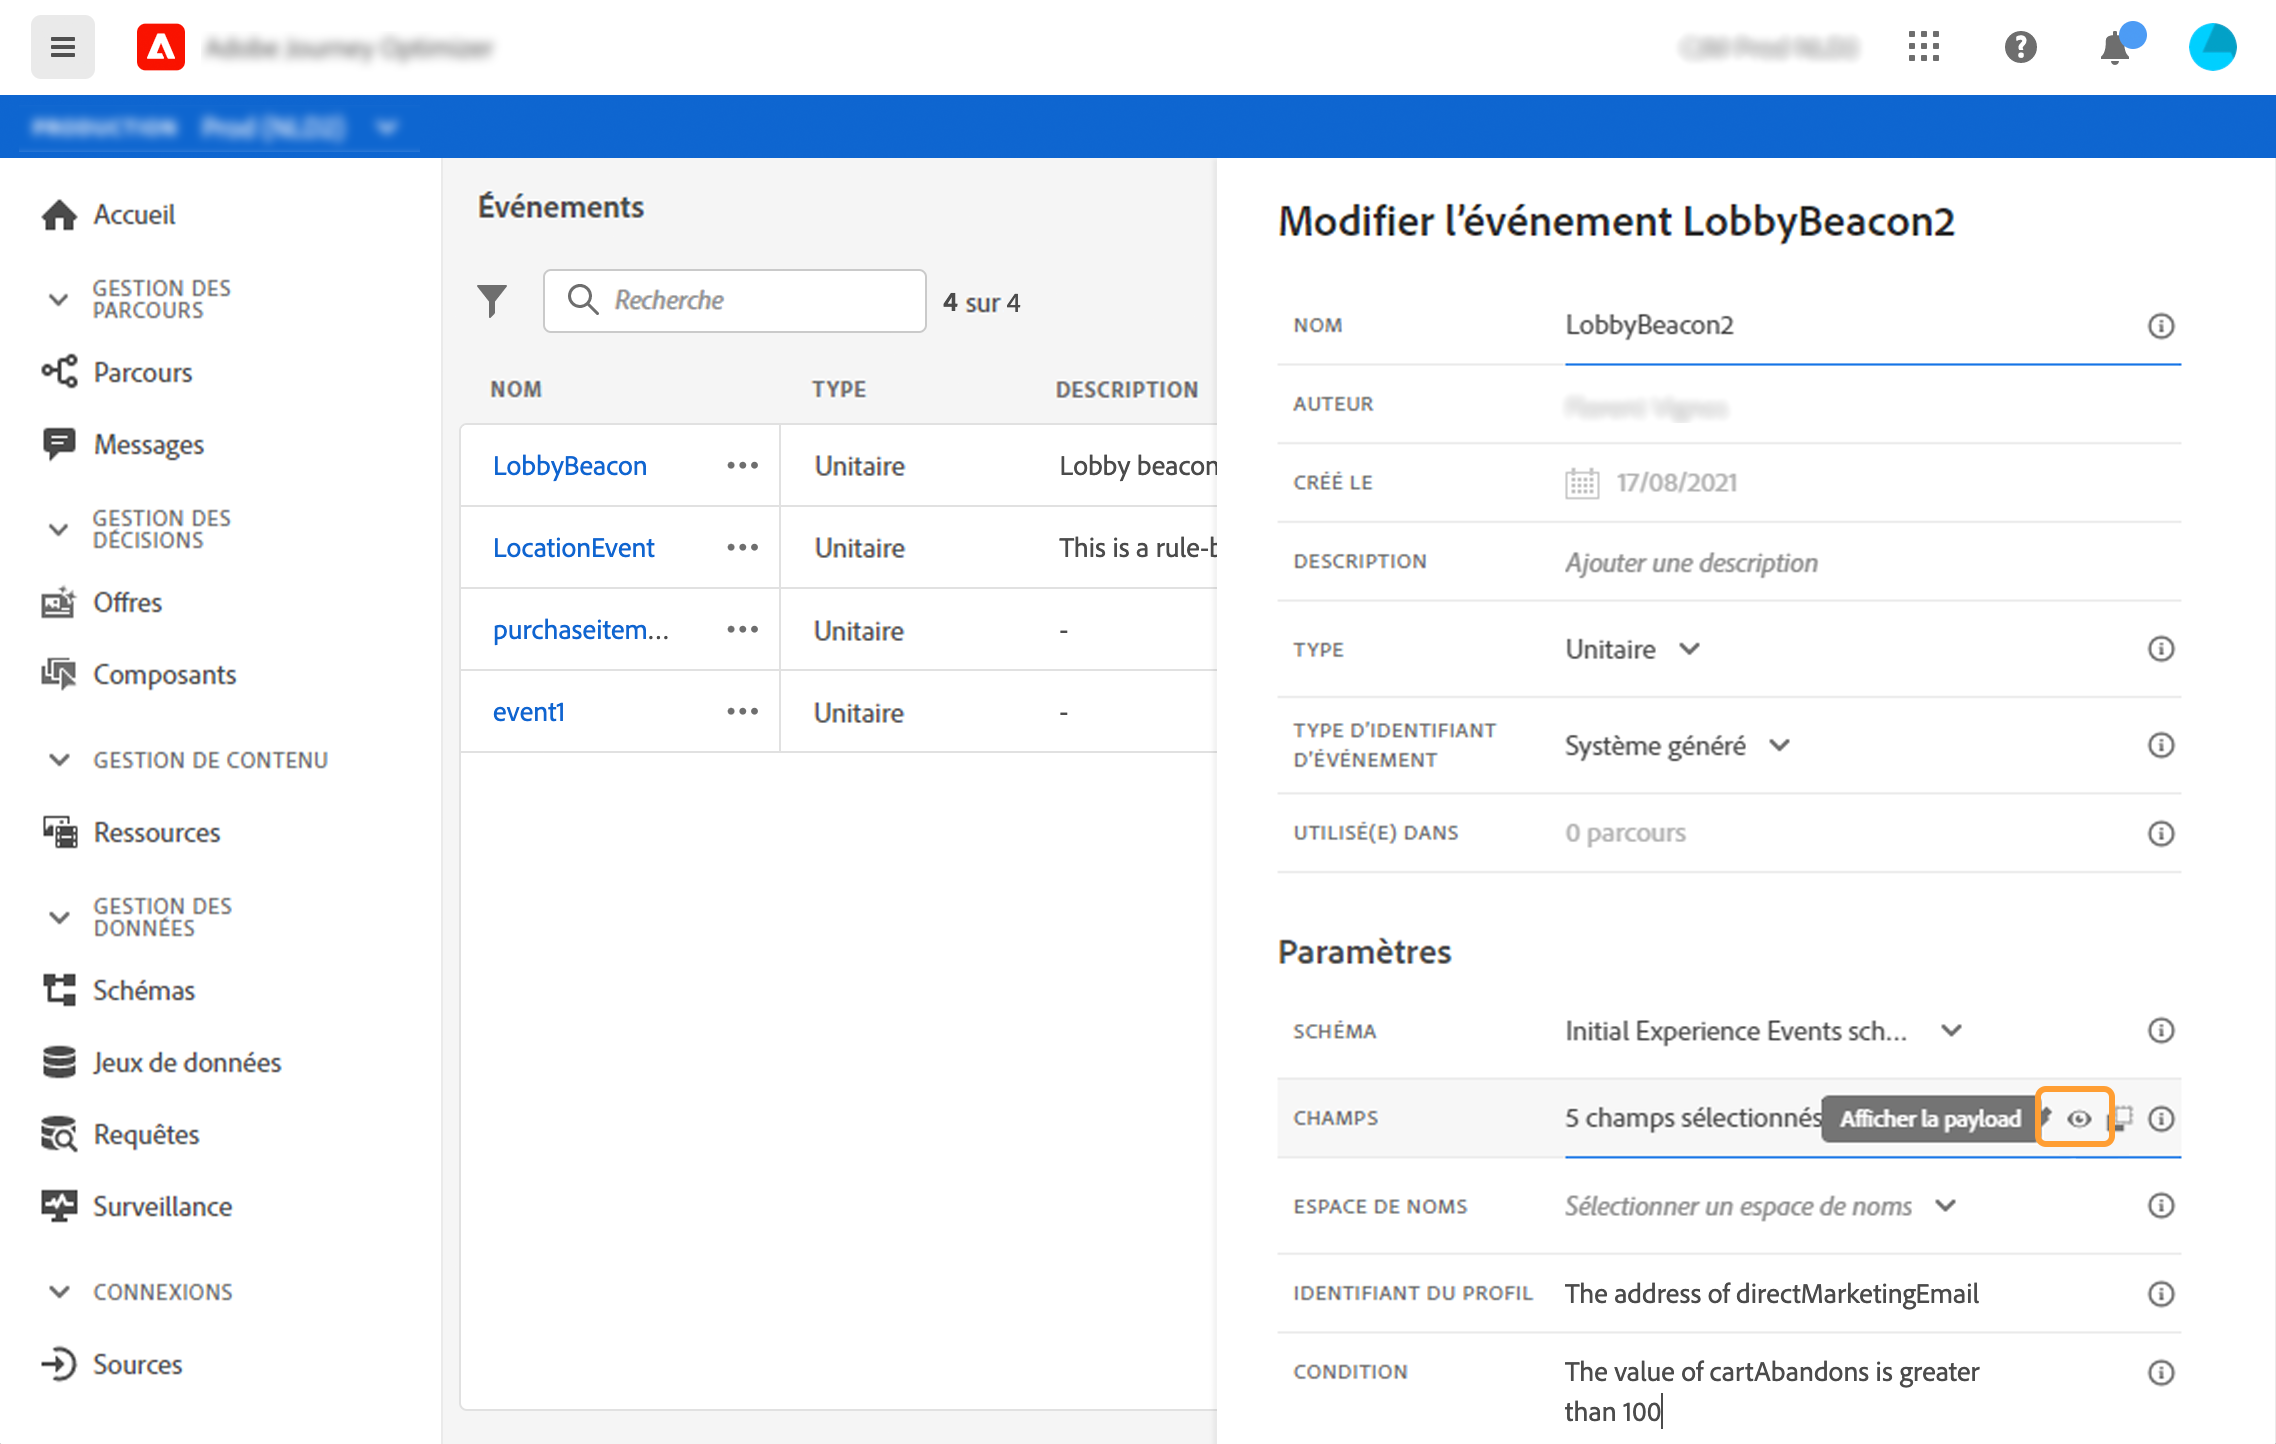 Accueil
GESTION DES
PARCOURS
Parcours
Messages
GESTION DES
DÉCISIONS
Offres
Composants
GESTION DE CONTENU
Ressources
GESTION DES
DONNÉES
Schémas
Jeux de données
Requêtes
Surveillance
CONNEXIONS
Sources
Événements
Recherche
4 sur 4
NOM TYPE DESCRIPTION
LobbyBeacon ••• Unitaire Lobby beacon
LocationEvent ••• Unitaire This is a rule-b
purchaseitem... ••• Unitaire -
event1 ••• Unitaire -
Modifier l’événement LobbyBeacon2
NOM LobbyBeacon2
AUTEUR
CRÉÉ LE 17/08/2021
DESCRIPTION Ajouter une description
TYPE Unitaire
TYPE D’IDENTIFIANT
D’ÉVÉNEMENT
Système généré
UTILISÉ(E) DANS 0 parcours
Paramètres
SCHÉMA Initial Experience Events sch...
CHAMPS 5 champs sélectionnés Afficher la payload
ESPACE DE NOMS Sélectionner un espace de noms
IDENTIFIANT DU PROFIL The address of directMarketingEmail
CONDITION The value of cartAbandons is greater
than 100